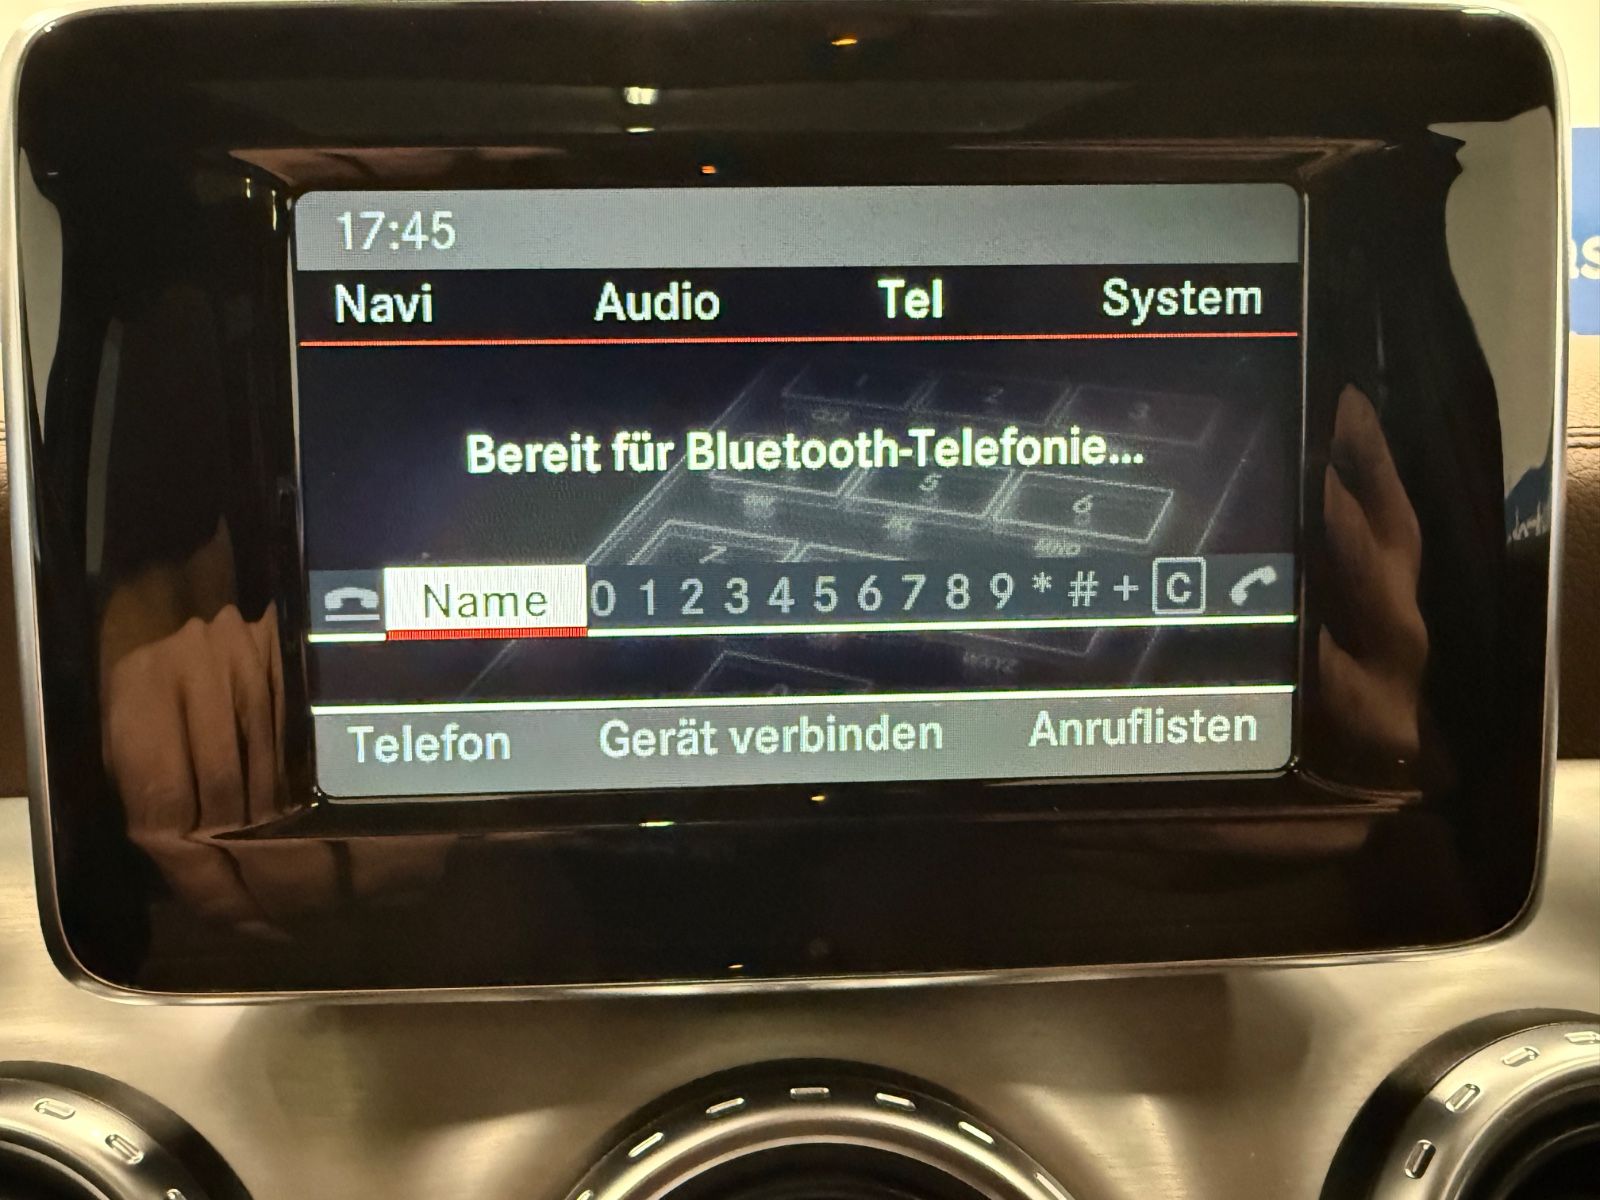 17:45
Navi Audio Tel System
Bereit für Bluetooth-Telefonie...
Name 0 1 2 3 4 5 6 7 8 9 * # + C
Telefon Gerät verbinden Anruflisten